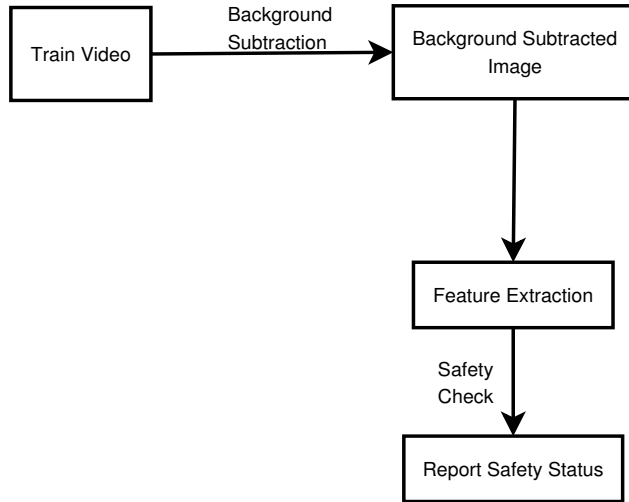 Train Video
Background
Subtraction
Background Subtracted
Image
Feature Extraction
Safety
Check
Report Safety Status